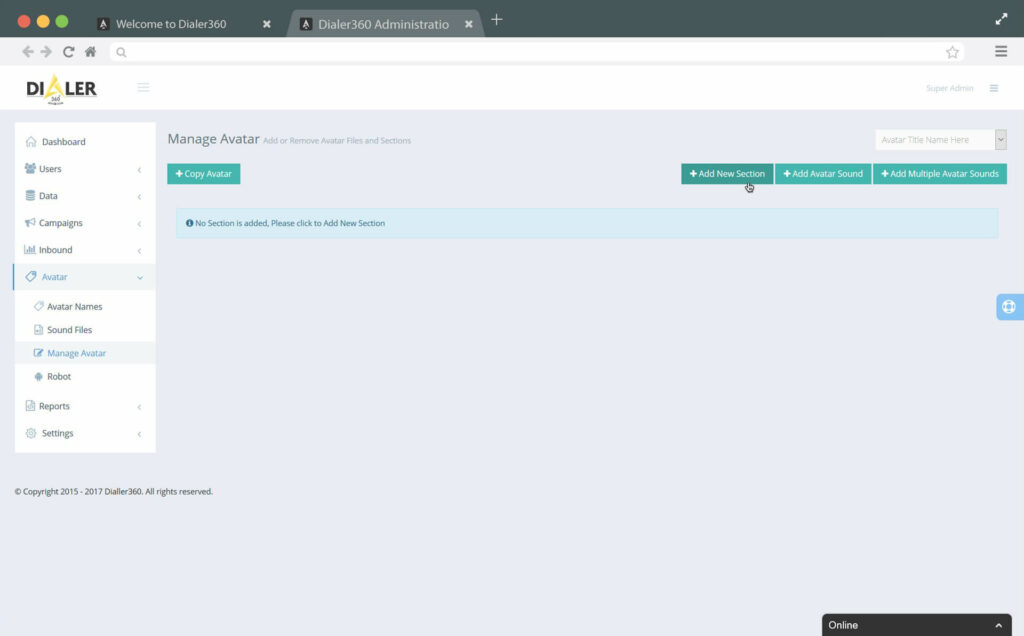 Welcome to Dialer360
Dialer360 Administratio
DIALER
360
Super Admin
Dashboard
Users
Data
Campaigns
Inbound
Avatar
Avatar Names
Sound Files
Manage Avatar
Robot
Reports
Settings
Manage Avatar Add or Remove Avatar Files and Sections
Avatar Title Name Here
Copy Avatar
Add New Section
Add Avatar Sound
Add Multiple Avatar Sounds
No Section is added, Please click to Add New Section
© Copyright 2015 - 2017 Dialler360. All rights reserved.
Online